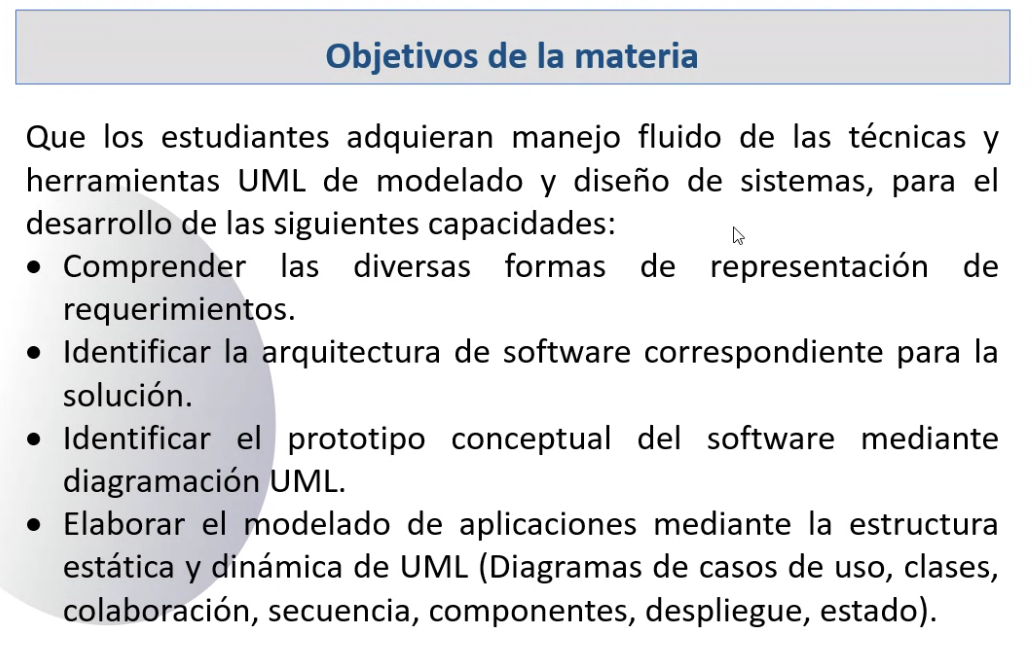 Objetivos de la materia
Que los estudiantes adquieran manejo fluido de las técnicas y
herramientas UML de modelado y diseño de sistemas, para el
desarrollo de las siguientes capacidades:
• Comprender las diversas formas de representación de
requerimientos.
• Identificar la arquitectura de software correspondiente para la
solución.
• Identificar el prototipo conceptual del software mediante
diagramación UML.
• Elaborar el modelado de aplicaciones mediante la estructura
estática y dinámica de UML (Diagramas de casos de uso, clases,
colaboración, secuencia, componentes, despliegue, estado).